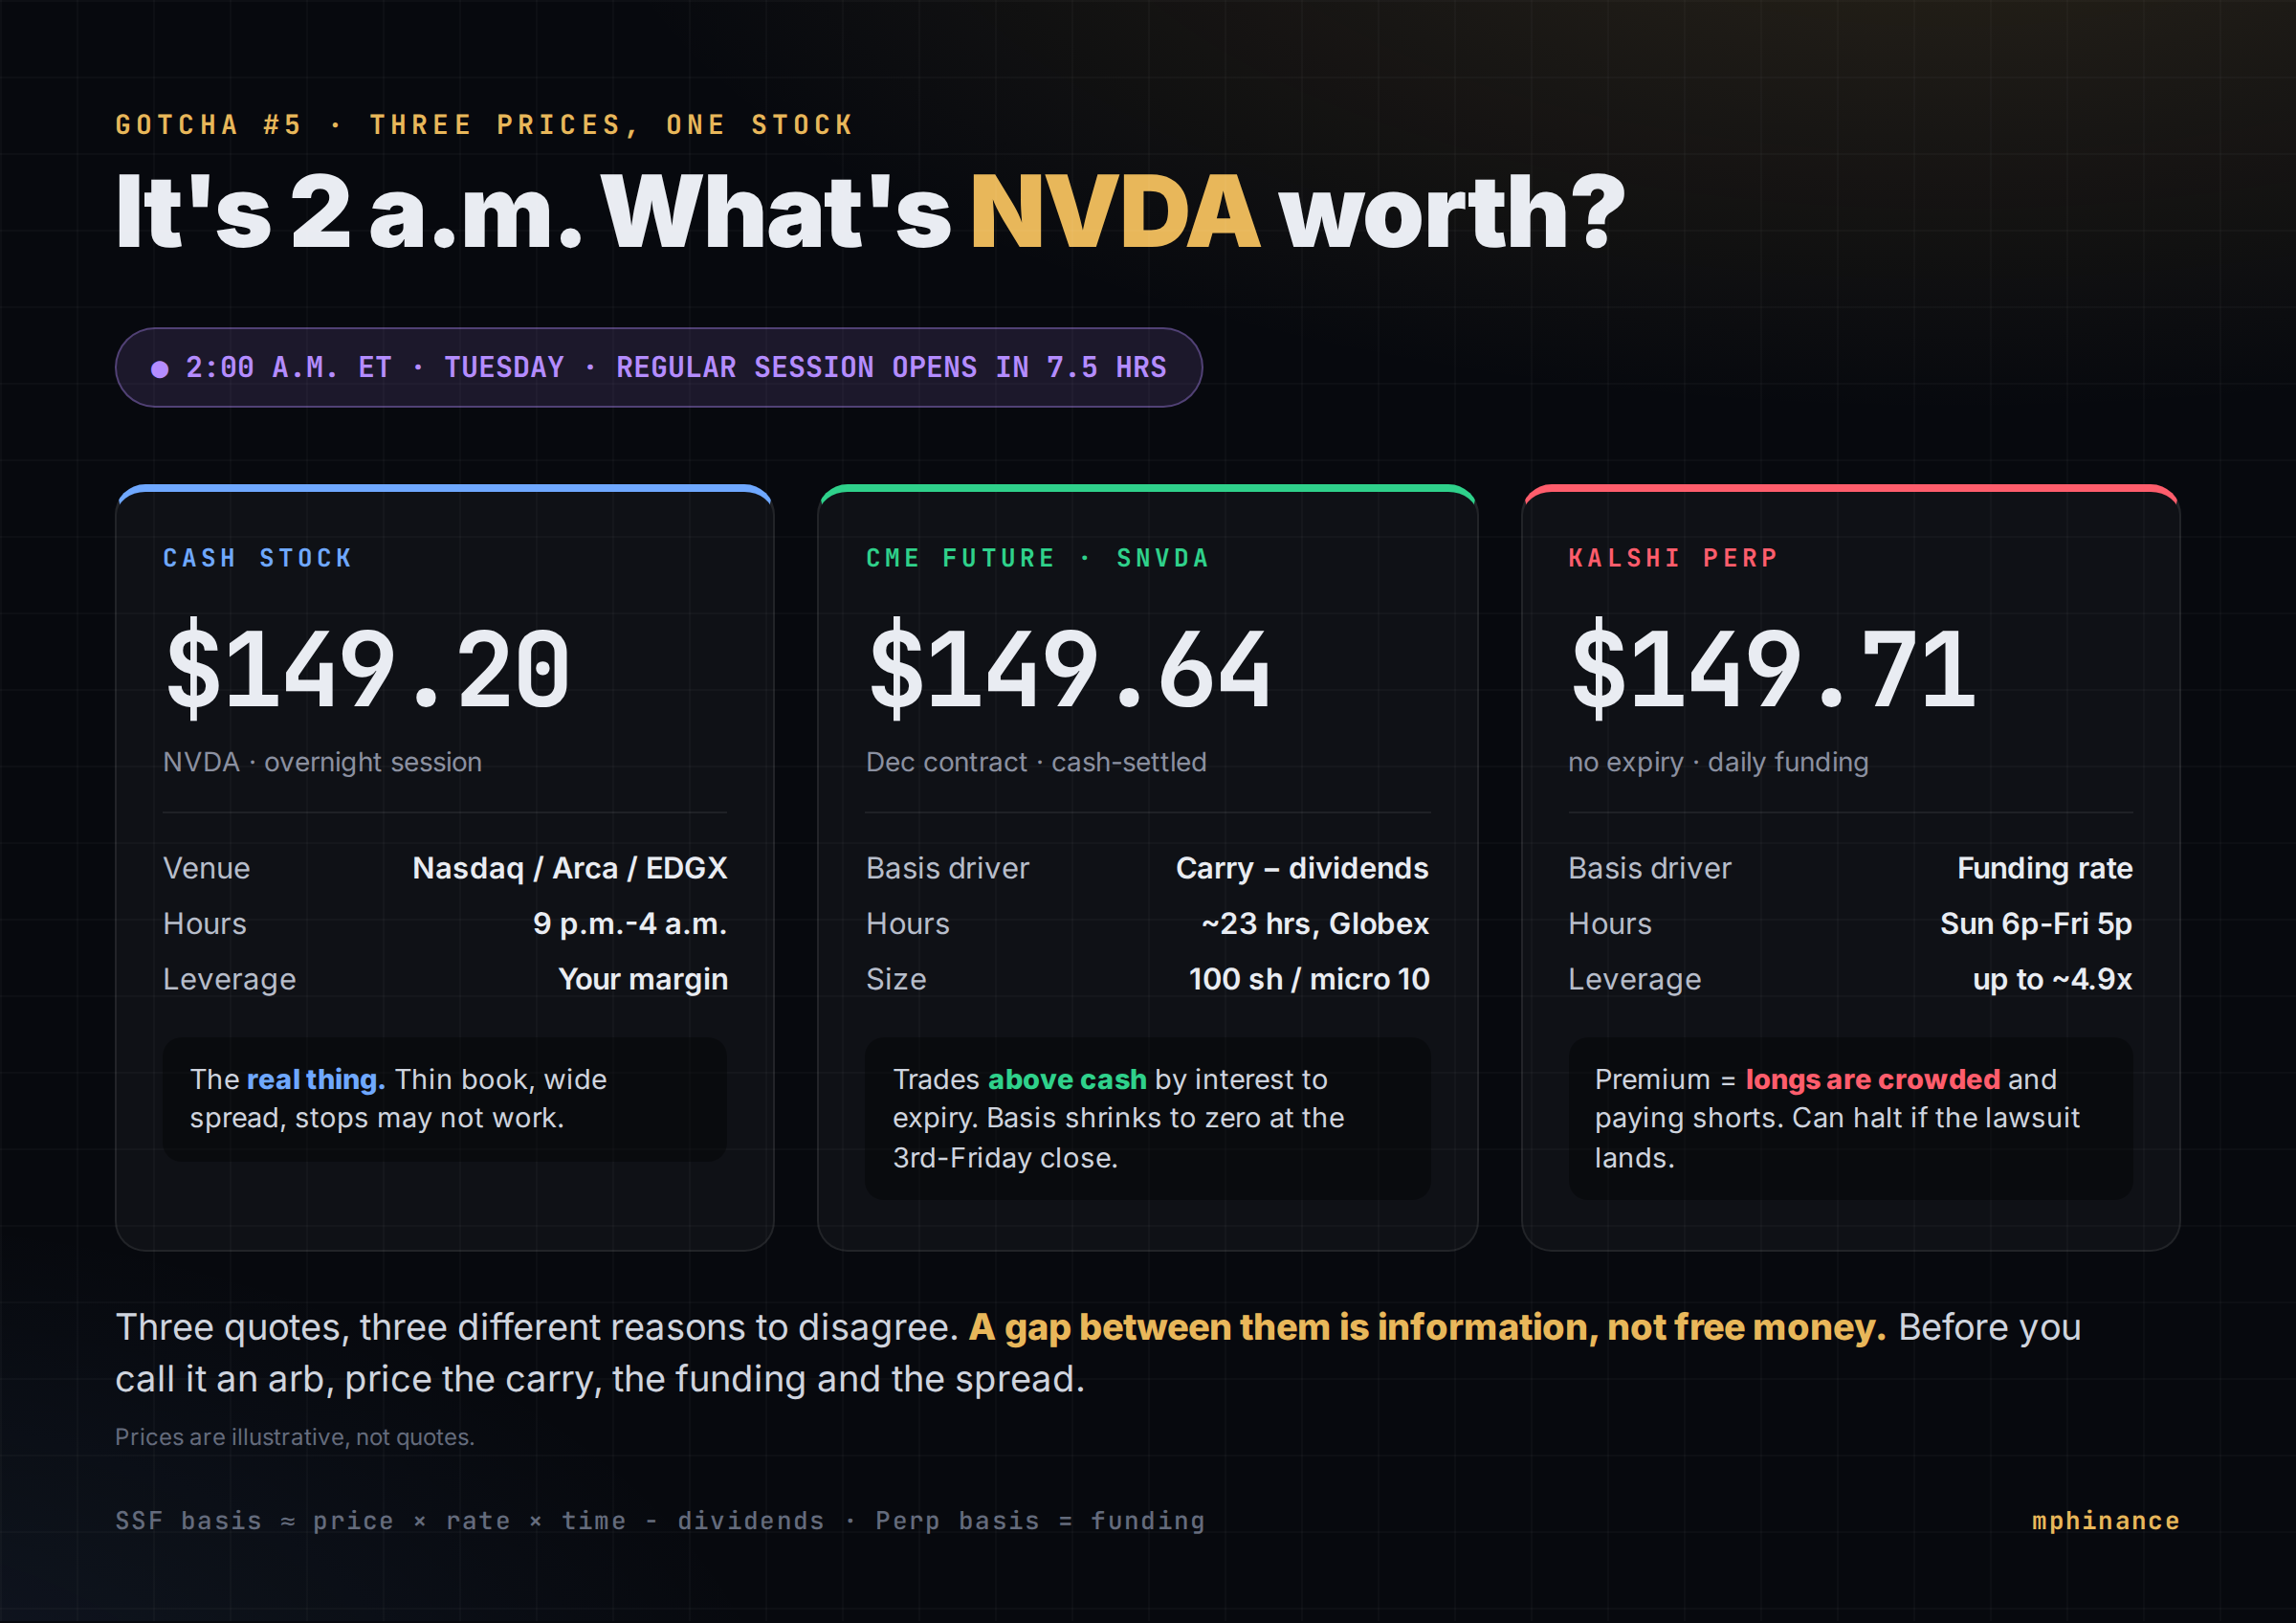 GOTCHA #5 · THREE PRICES, ONE STOCK
It's 2 a.m. What's NVDA worth?
● 2:00 A.M. ET · TUESDAY · REGULAR SESSION OPENS IN 7.5 HRS
CASH STOCK
$149.20
NVDA · overnight session
Venue Nasdaq / Arca / EDGX
Hours 9 p.m.-4 a.m.
Leverage Your margin
The real thing. Thin book, wide
spread, stops may not work.
CME FUTURE · SNVDA
$149.64
Dec contract · cash-settled
Basis driver Carry – dividends
Hours ~23 hrs, Globex
Size 100 sh / micro 10
Trades above cash by interest to
expiry. Basis shrinks to zero at the
3rd-Friday close.
KALSHI PERP
$149.71
no expiry · daily funding
Basis driver Funding rate
Hours Sun 6p-Fri 5p
Leverage up to ~4.9x
Premium = longs are crowded and
paying shorts. Can halt if the lawsuit
lands.
Three quotes, three different reasons to disagree. A gap between them is information, not free money. Before you
call it an arb, price the carry, the funding and the spread.
Prices are illustrative, not quotes.
SSF basis ≈ price × rate × time - dividends · Perp basis = funding
mphinance